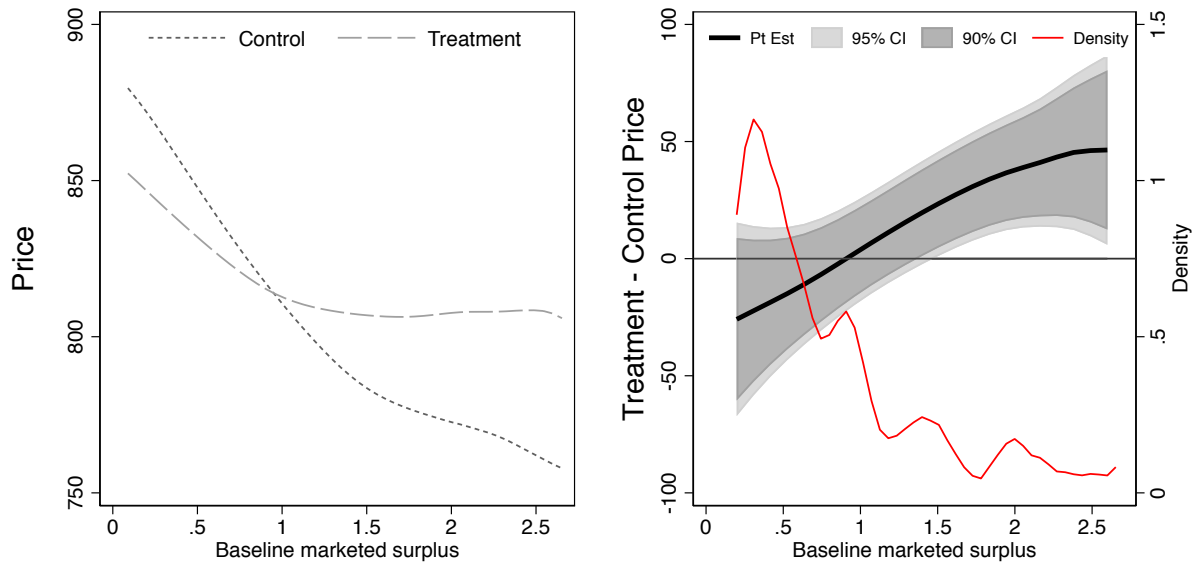 Control Treatment
Price
900
850
800
750
0 .5 1 1.5 2 2.5
Baseline marketed surplus
Pt Est 95% CI 90% CI Density
Treatment - Control Price
100
50
0
-50
-100
1.5
1
.5
0
Density
0 .5 1 1.5 2 2.5
Baseline marketed surplus